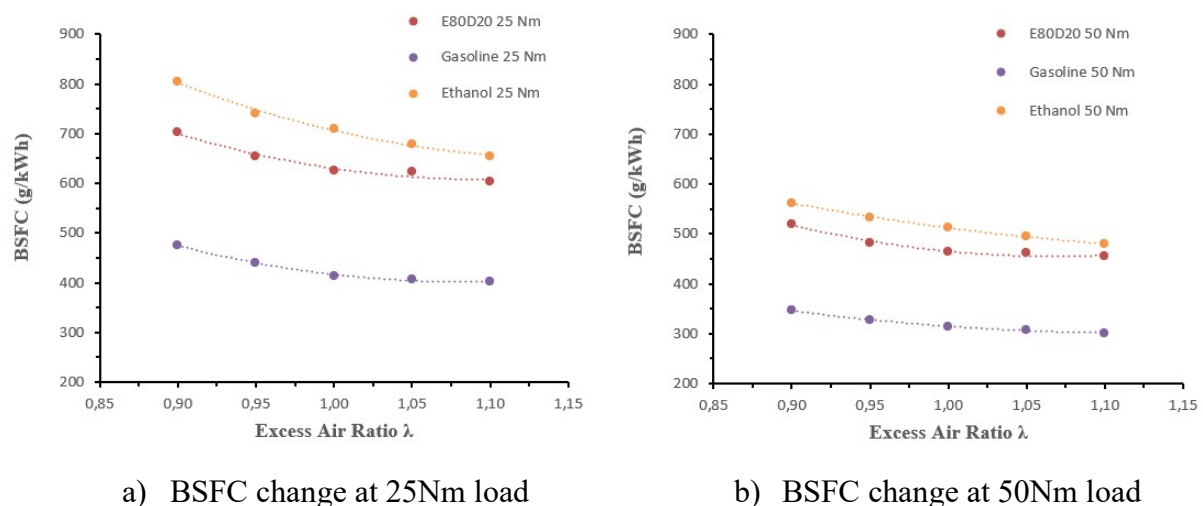 E80D20 25 Nm
Gasoline 25 Nm
Ethanol 25 Nm
BSFC (g/kWh)
900
800
700
600
500
400
300
200
0,85 0,90 0,95 1,00 1,05 1,10 1,15
Excess Air Ratio λ
a) BSFC change at 25Nm load
E80D20 50 Nm
Gasoline 50 Nm
Ethanol 50 Nm
BSFC (g/kWh)
900
800
700
600
500
400
300
200
0,85 0,90 0,95 1,00 1,05 1,10 1,15
Excess Air Ratio λ
b) BSFC change at 50Nm load